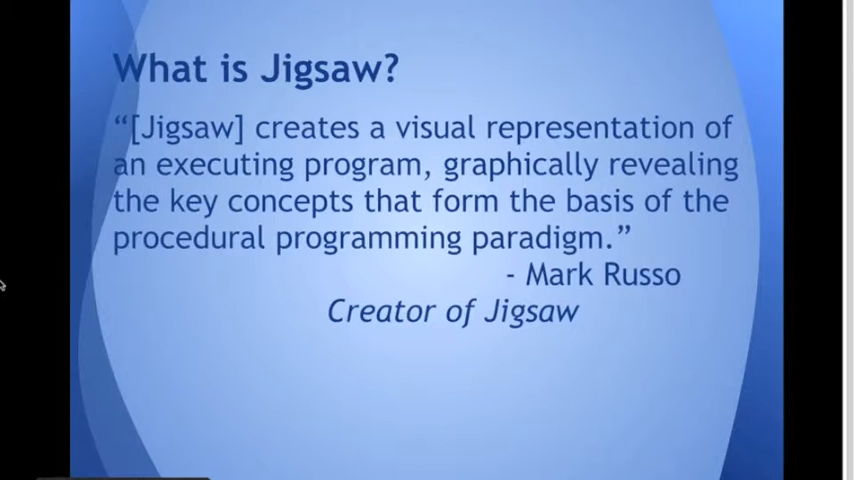 What is Jigsaw?
“[Jigsaw] creates a visual representation of
an executing program, graphically revealing
the key concepts that form the basis of the
procedural programming paradigm.”
- Mark Russo
Creator of Jigsaw